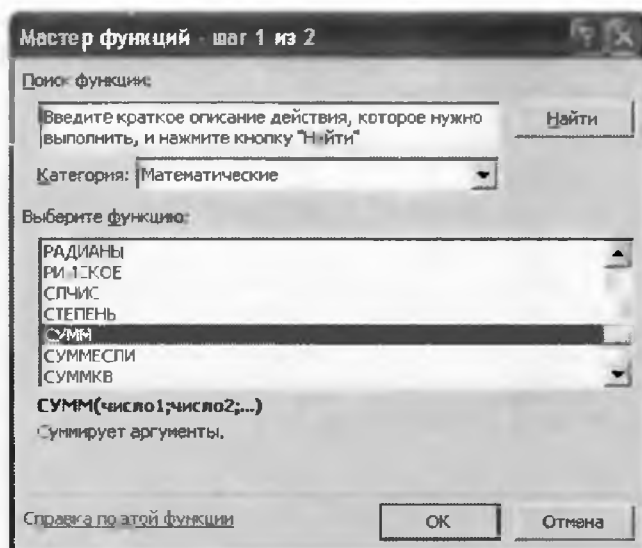 Мастер функций - шаг 1 из 2
Поиск функции:
Введите краткое описание действия, которое нужно
выполнить, и нажмите кнопку "Найти"
Найти
Категория: Математические
Выберите функцию:
РАДИАНЫ
РИМСКОЕ
СЛЧИС
СТЕПЕНЬ
СУММ
СУММЕСЛИ
СУММКВ
СУММ(число1;число2;...)
Суммирует аргументы.
Справка по этой функции
ОК
Отмена